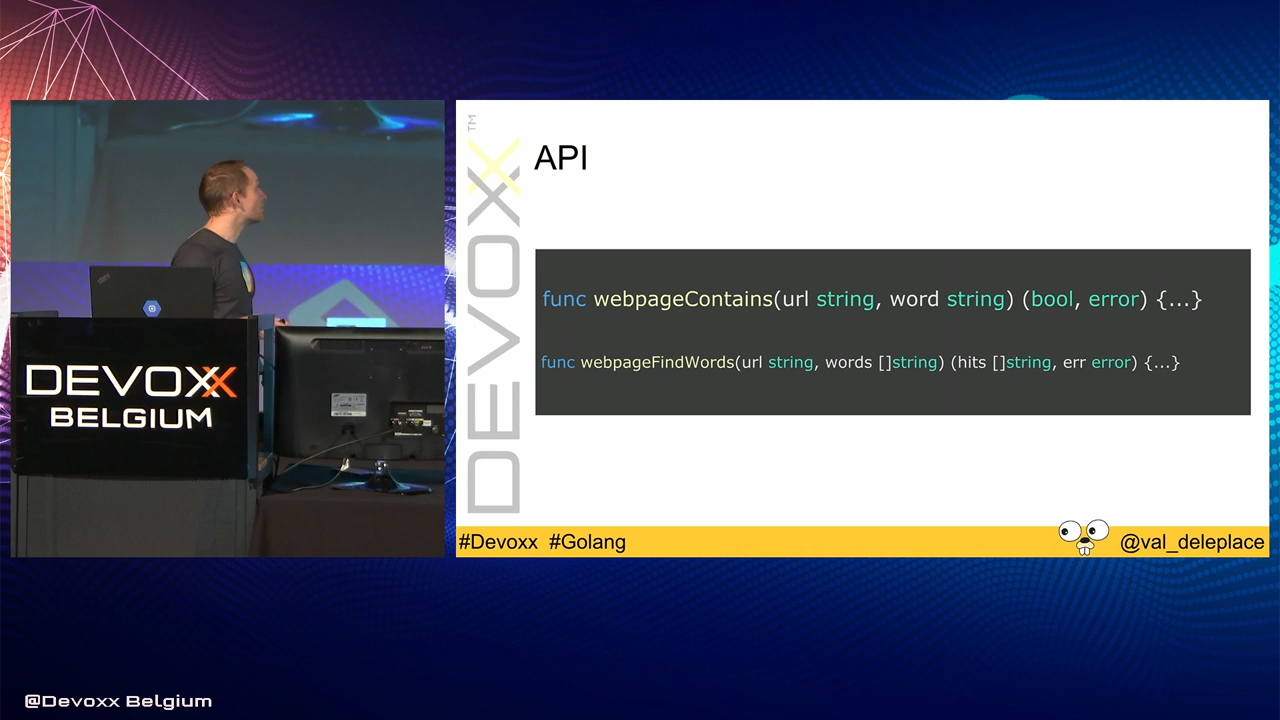 DEVOXX
BELGIUM
DEVOXX™
API
func webpageContains(url string, word string) (bool, error) {...}
func webpageFindWords(url string, words []string) (hits []string, err error) {...}
#Devoxx #Golang
@val_deleplace
@Devoxx Belgium